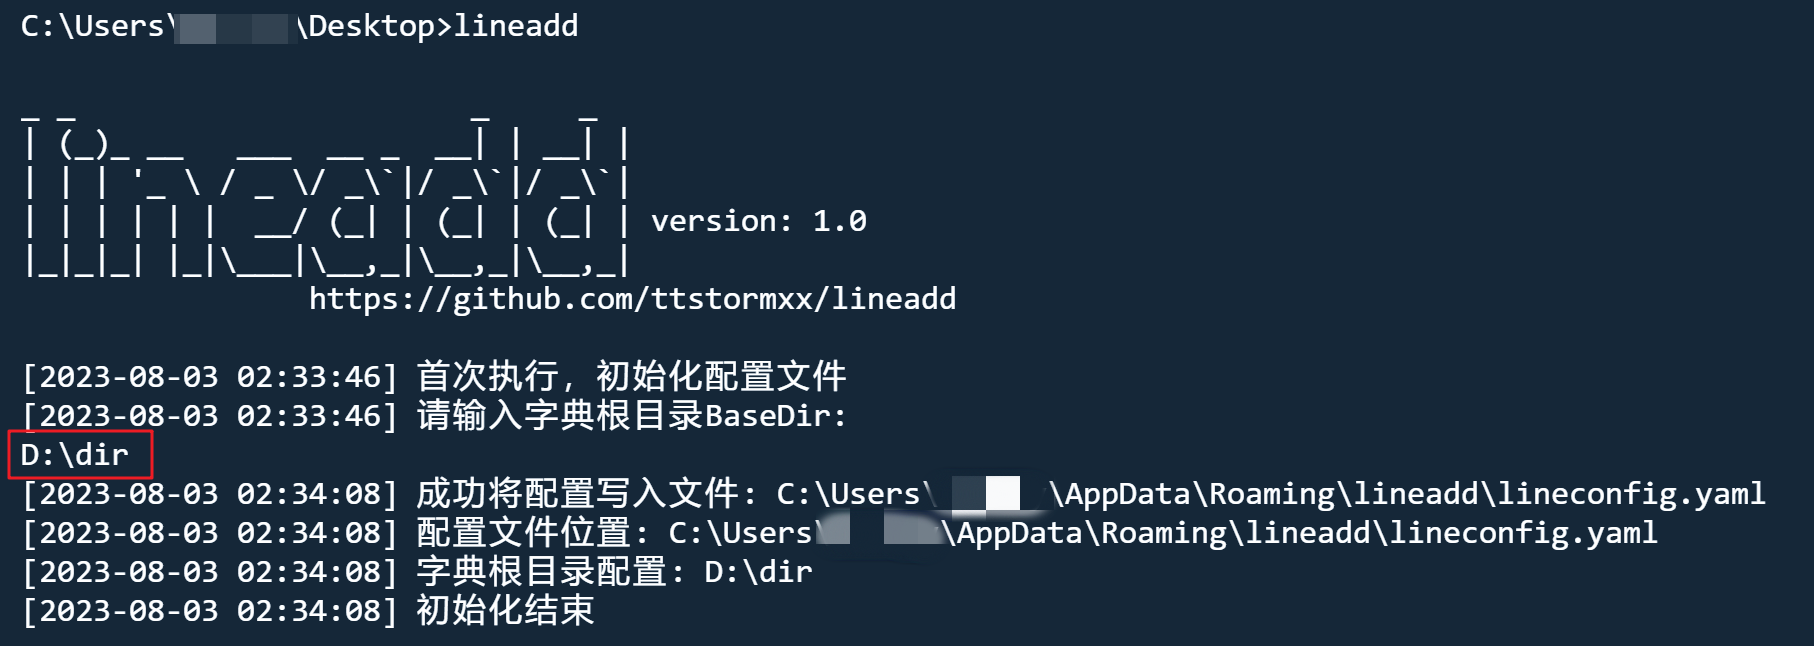 C:\Users\ \Desktop>lineadd
_ _                      _     _
| (_)_ __   ___  __ _  __| | __| |
| | | '_ \ / _ \/ _\`|/ _\`|/ _\`|
| | | | | |  __/ (_| | (_| | (_| | version: 1.0
|_|_|_| |_|\___|\__,_|\__,_|\__,_|
https://github.com/ttstormxx/lineadd
[2023-08-03 02:33:46] 首次执行，初始化配置文件
[2023-08-03 02:33:46] 请输入字典根目录BaseDir:
D:\dir
[2023-08-03 02:34:08] 成功将配置写入文件: C:\Users\ \AppData\Roaming\lineadd\lineconfig.yaml
[2023-08-03 02:34:08] 配置文件位置: C:\Users\ \AppData\Roaming\lineadd\lineconfig.yaml
[2023-08-03 02:34:08] 字典根目录配置: D:\dir
[2023-08-03 02:34:08] 初始化结束